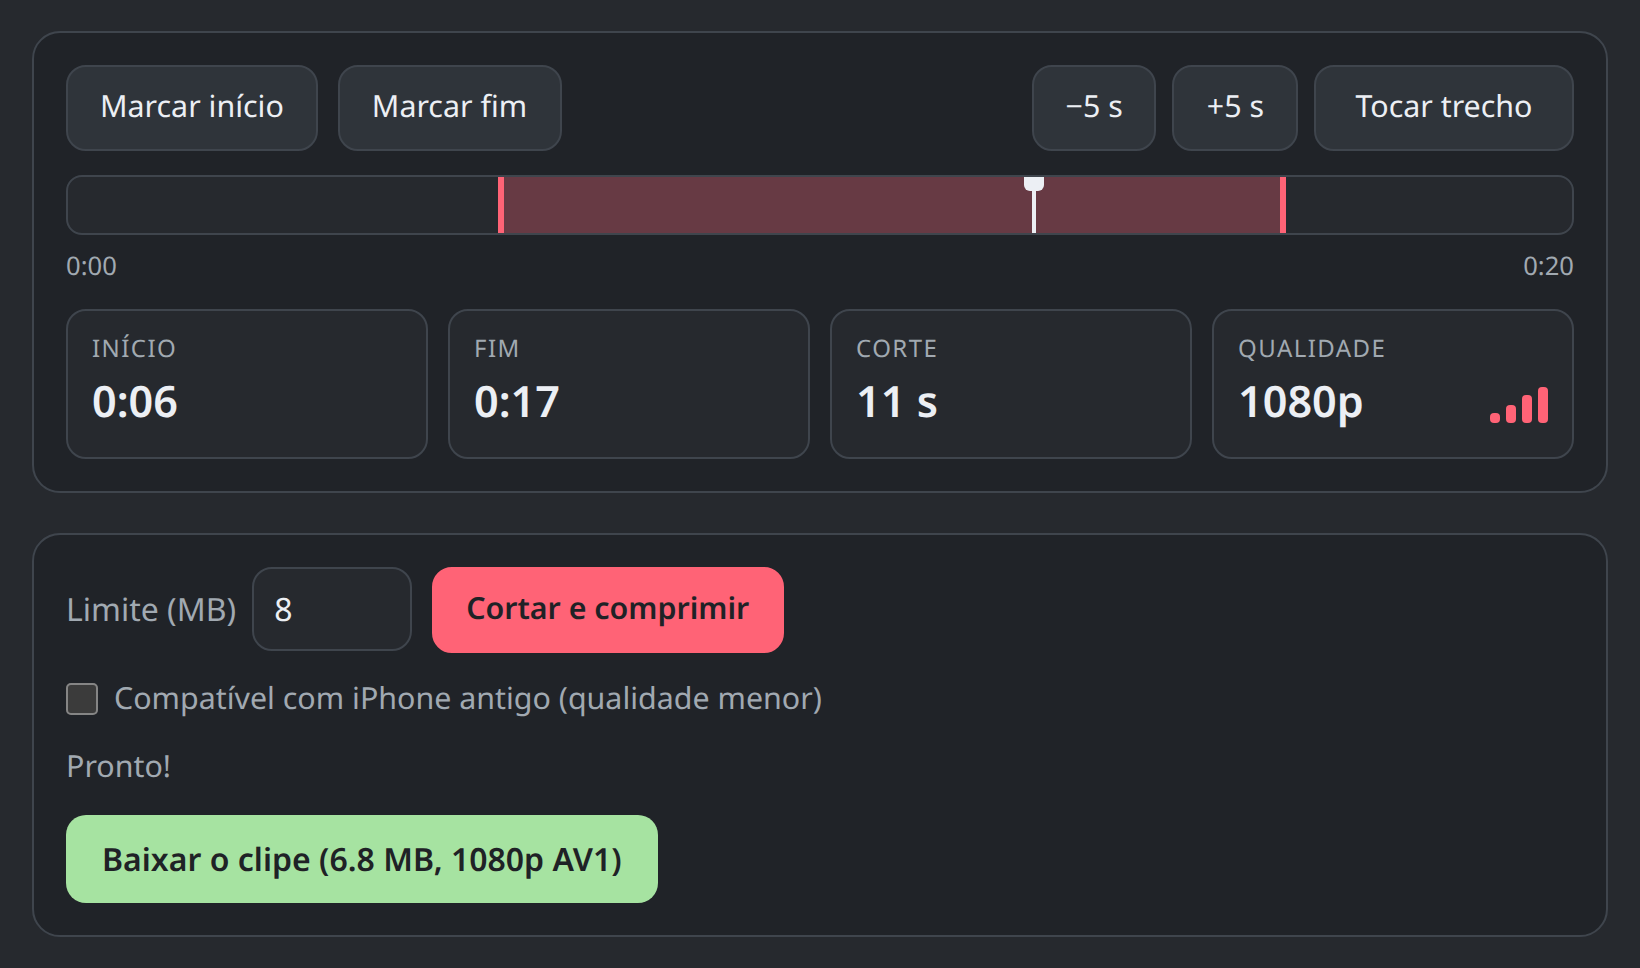 Marcar início Marcar fim −5 s +5 s Tocar trecho
0:00 0:20
INÍCIO FIM CORTE QUALIDADE
0:06 0:17 11 s 1080p
Limite (MB) 8 Cortar e comprimir
Compatível com iPhone antigo (qualidade menor)
Pronto!
Baixar o clipe (6.8 MB, 1080p AV1)